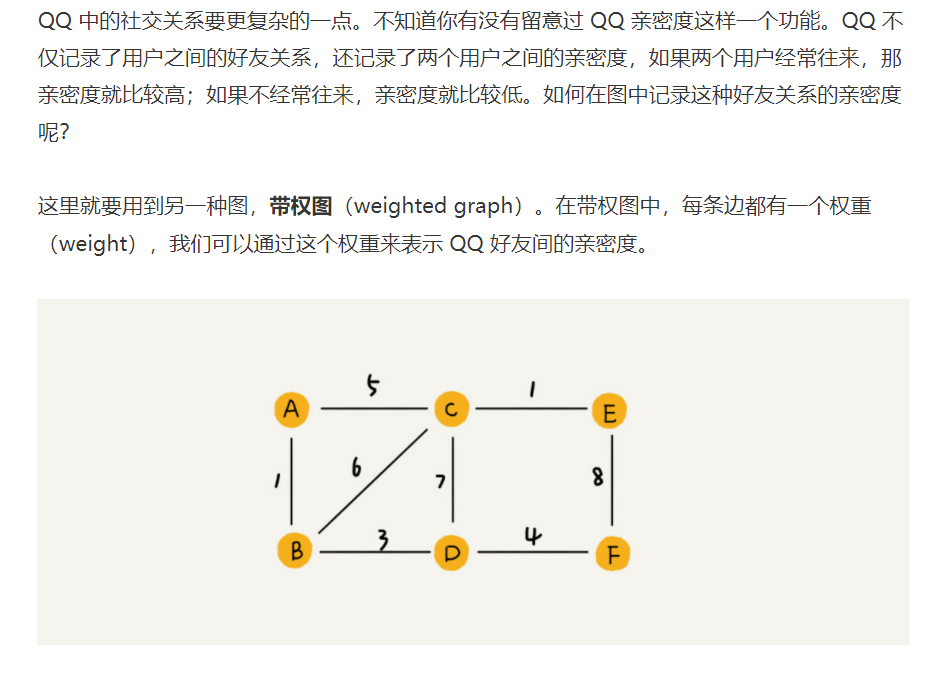 QQ 中的社交关系要更复杂的一点。不知道你有没有留意过 QQ 亲密度这样一个功能。QQ 不
仅记录了用户之间的好友关系，还记录了两个用户之间的亲密度，如果两个用户经常往来，那
亲密度就比较高；如果不经常往来，亲密度就比较低。如何在图中记录这种好友关系的亲密度
呢？
这里就要用到另一种图，带权图（weighted graph）。在带权图中，每条边都有一个权重
（weight），我们可以通过这个权重来表示 QQ 好友间的亲密度。
5 1
A C E
1 6 7 8
3 4
B D F